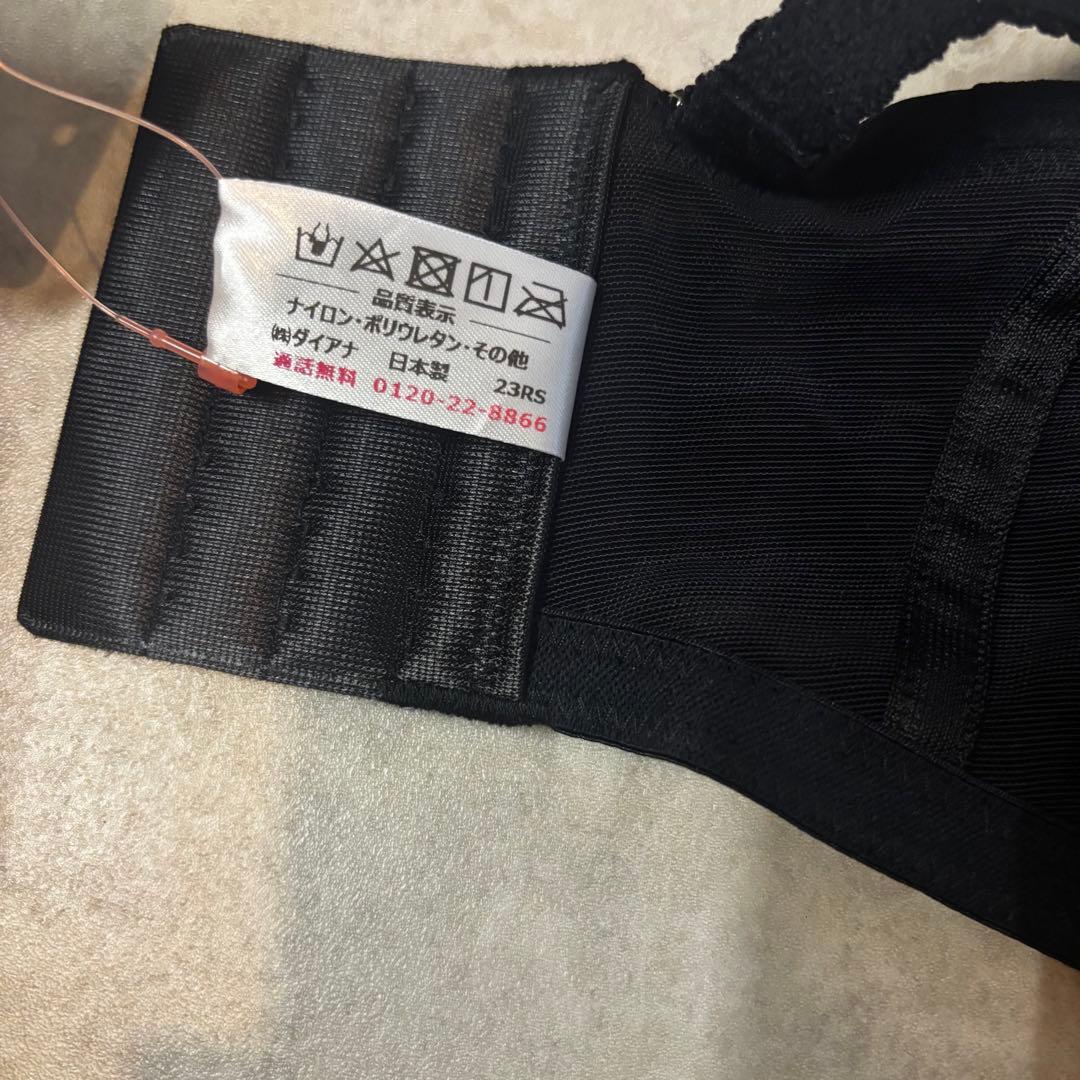 品質表示
ナイロン・ポリウレタン・その他
㈱ダイアナ 日本製 23RS
通話無料 0120-22-8866